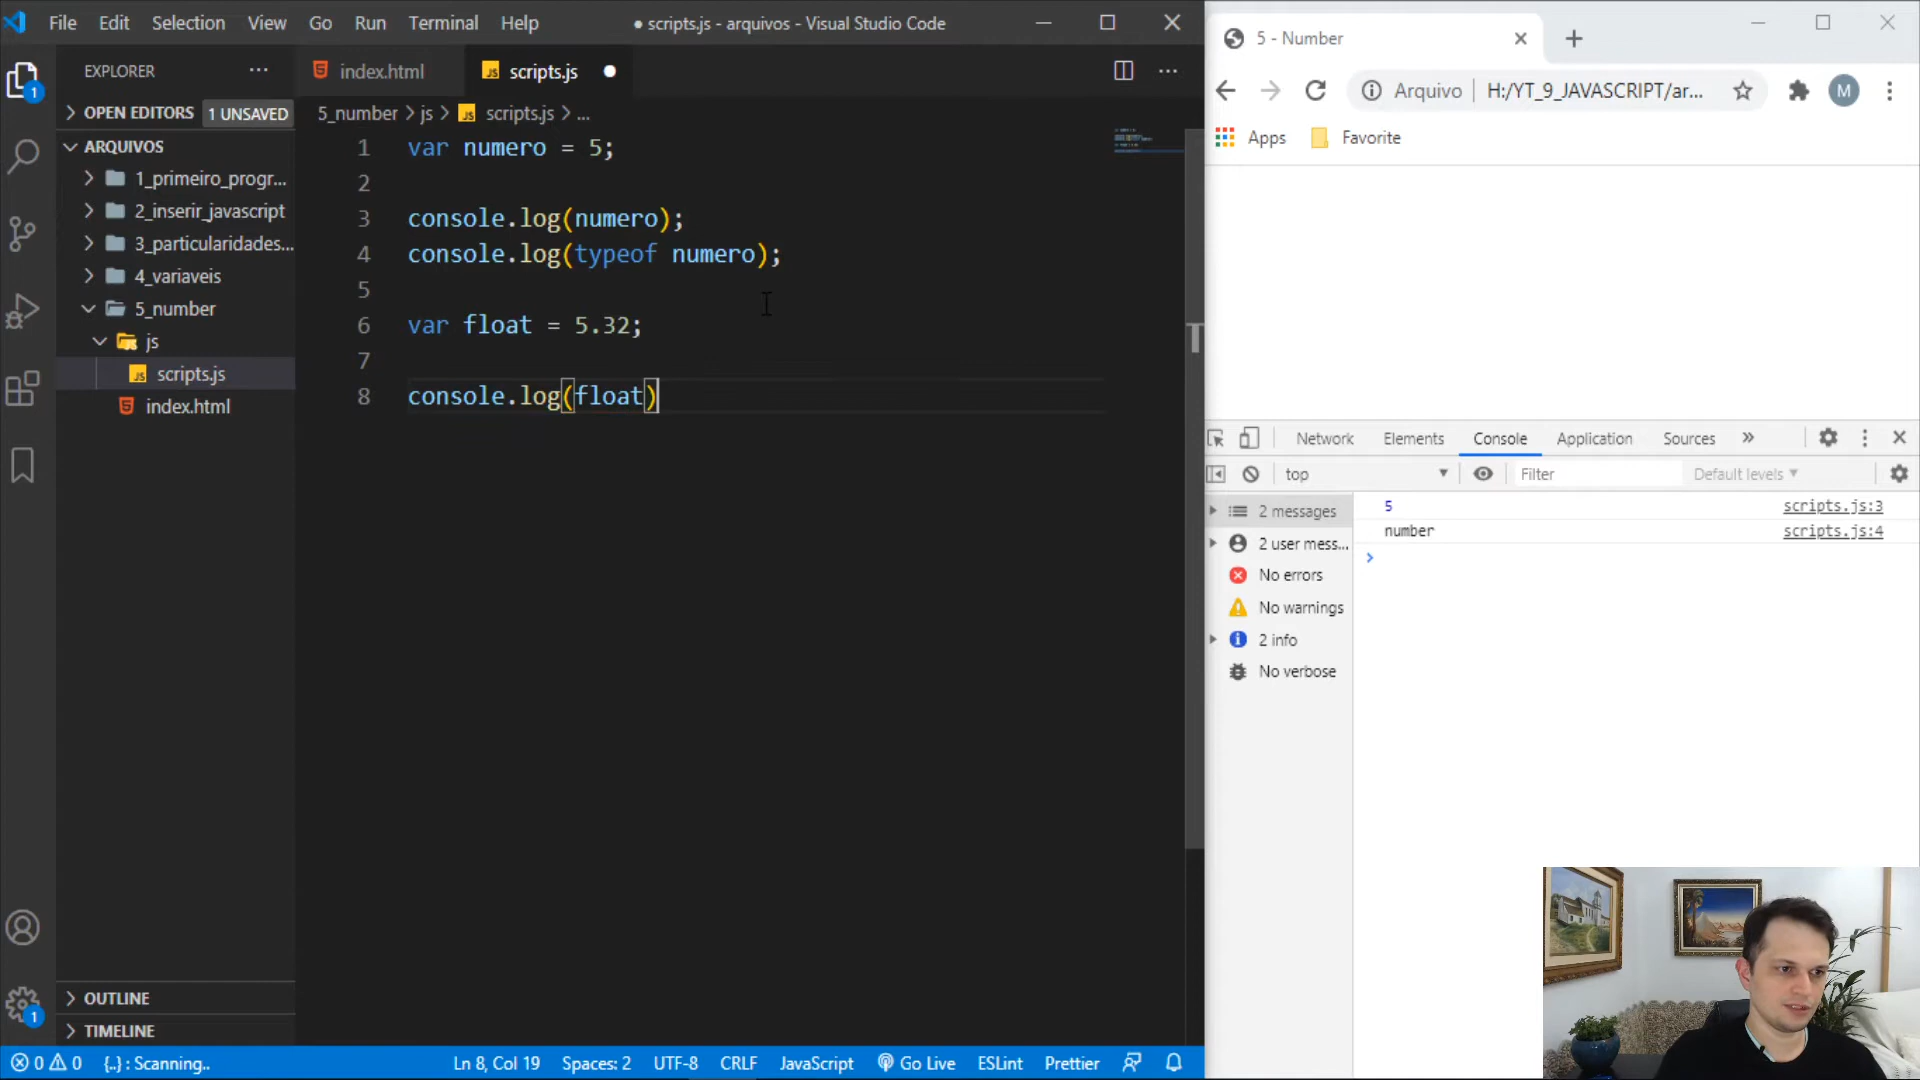 File Edit Selection View Go Run Terminal Help
● scripts.js - arquivos - Visual Studio Code
EXPLORER
OPEN EDITORS 1 UNSAVED
ARQUIVOS
1_primeiro_progr...
2_inserir_javascript
3_particularidades...
4_variaveis
5_number
js
JS scripts.js
index.html
OUTLINE
TIMELINE
index.html
JS scripts.js ●
5_number > js > JS scripts.js > ...
1 var numero = 5;
2
3 console.log(numero);
4 console.log(typeof numero);
5
6 var float = 5.32;
7
8 console.log(float)
1
1
0 0 {..} : Scanning..
Ln 8, Col 19 Spaces: 2 UTF-8 CRLF JavaScript Go Live ESLint Prettier
5 - Number
Arquivo H:/YT_9_JAVASCRIPT/ar...
M
Apps Favorite
Network Elements Console Application Sources »
top Filter Default levels
2 messages
2 user mess...
No errors
No warnings
2 info
No verbose
5 scripts.js:3
number scripts.js:4